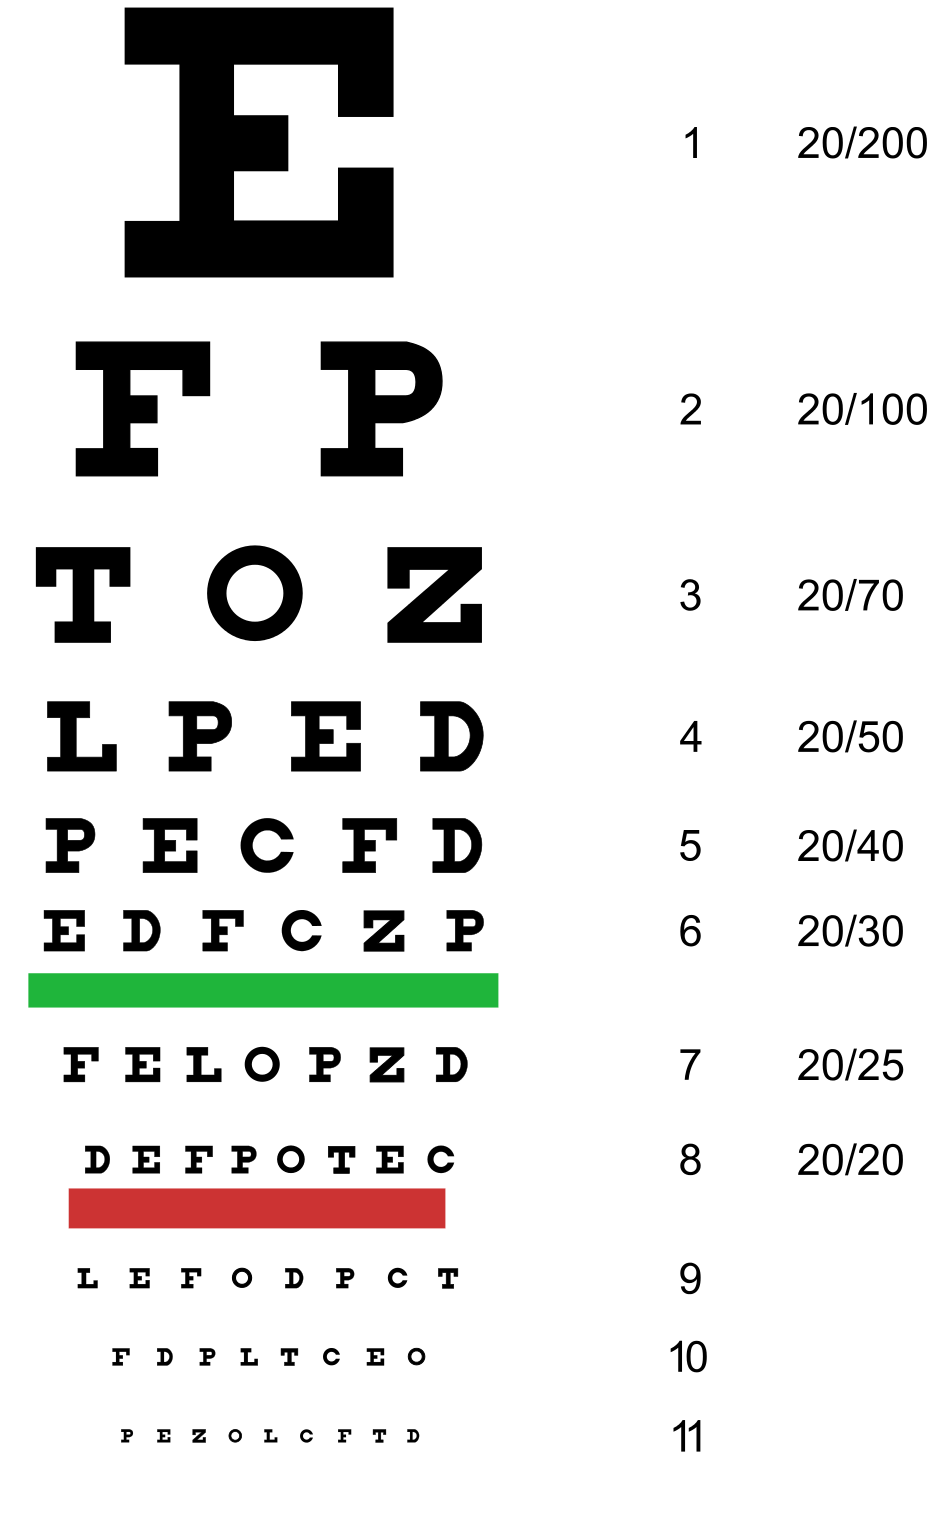 E 1 20/200
F P 2 20/100
T O Z 3 20/70
L P E D 4 20/50
P E C F D 5 20/40
E D F C Z P 6 20/30
F E L O P Z D 7 20/25
D E F P O T E C 8 20/20
L E F O D P C T 9
F D P L T C E O 10
P E Z O L C F T D 11